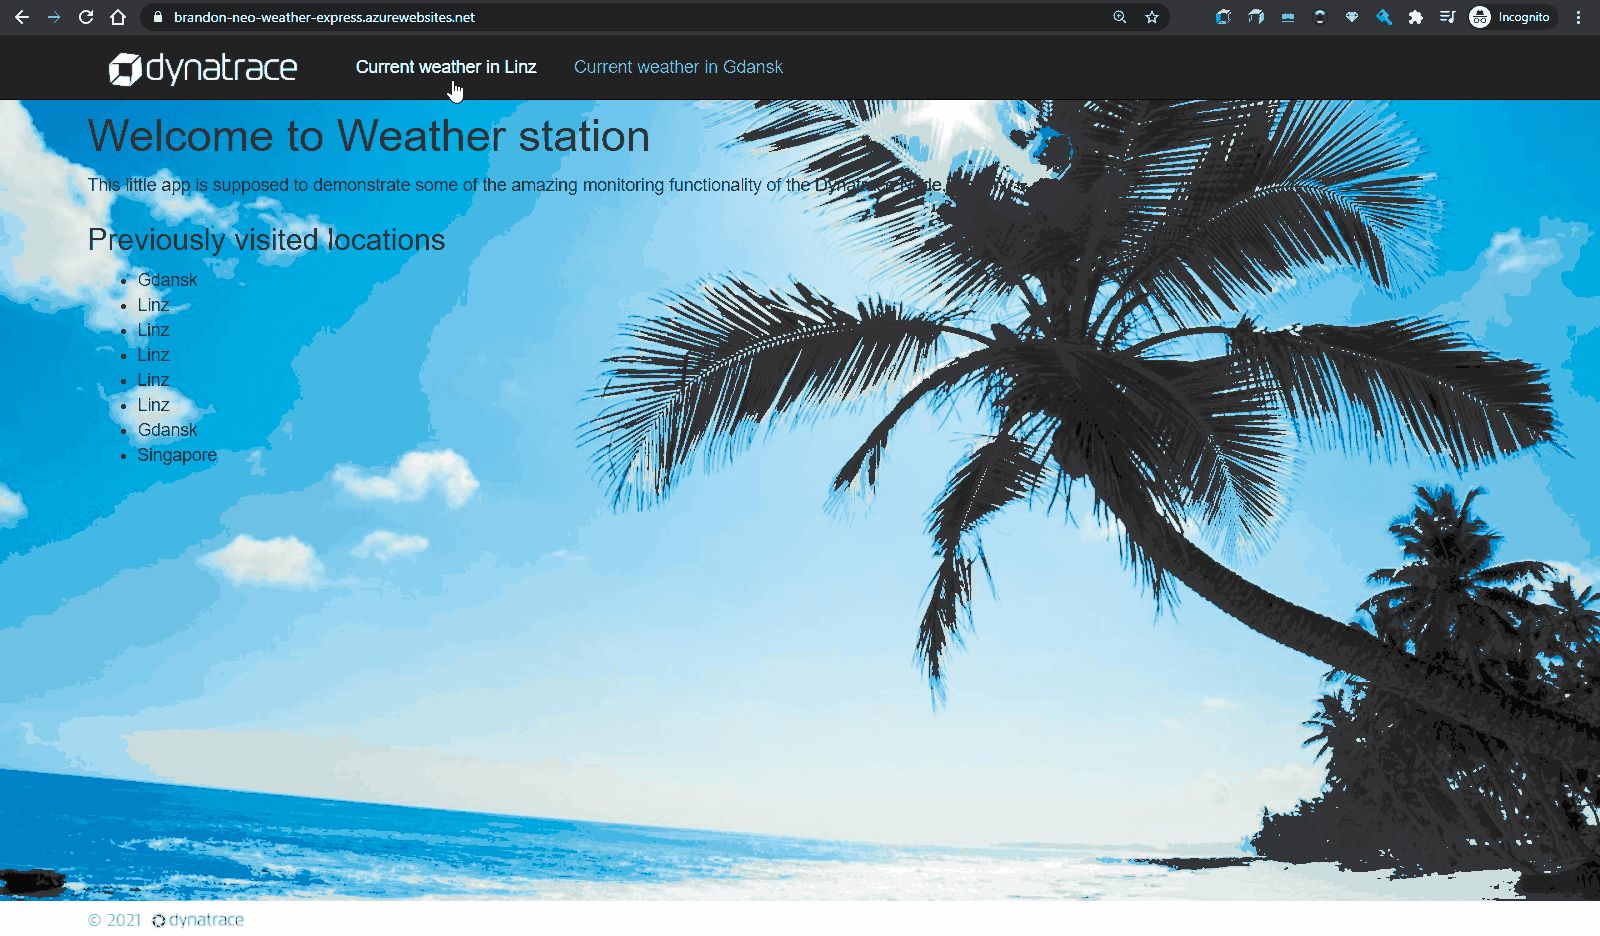 brandon-neo-weather-express.azurewebsites.net
Incognito
dynatrace
Current weather in Linz
Current weather in Gdansk
Welcome to Weather station
This little app is supposed to demonstrate some of the amazing monitoring functionality of the
Previously visited locations
Gdansk
Linz
Linz
Linz
Linz
Linz
Gdansk
Singapore
© 2021 dynatrace